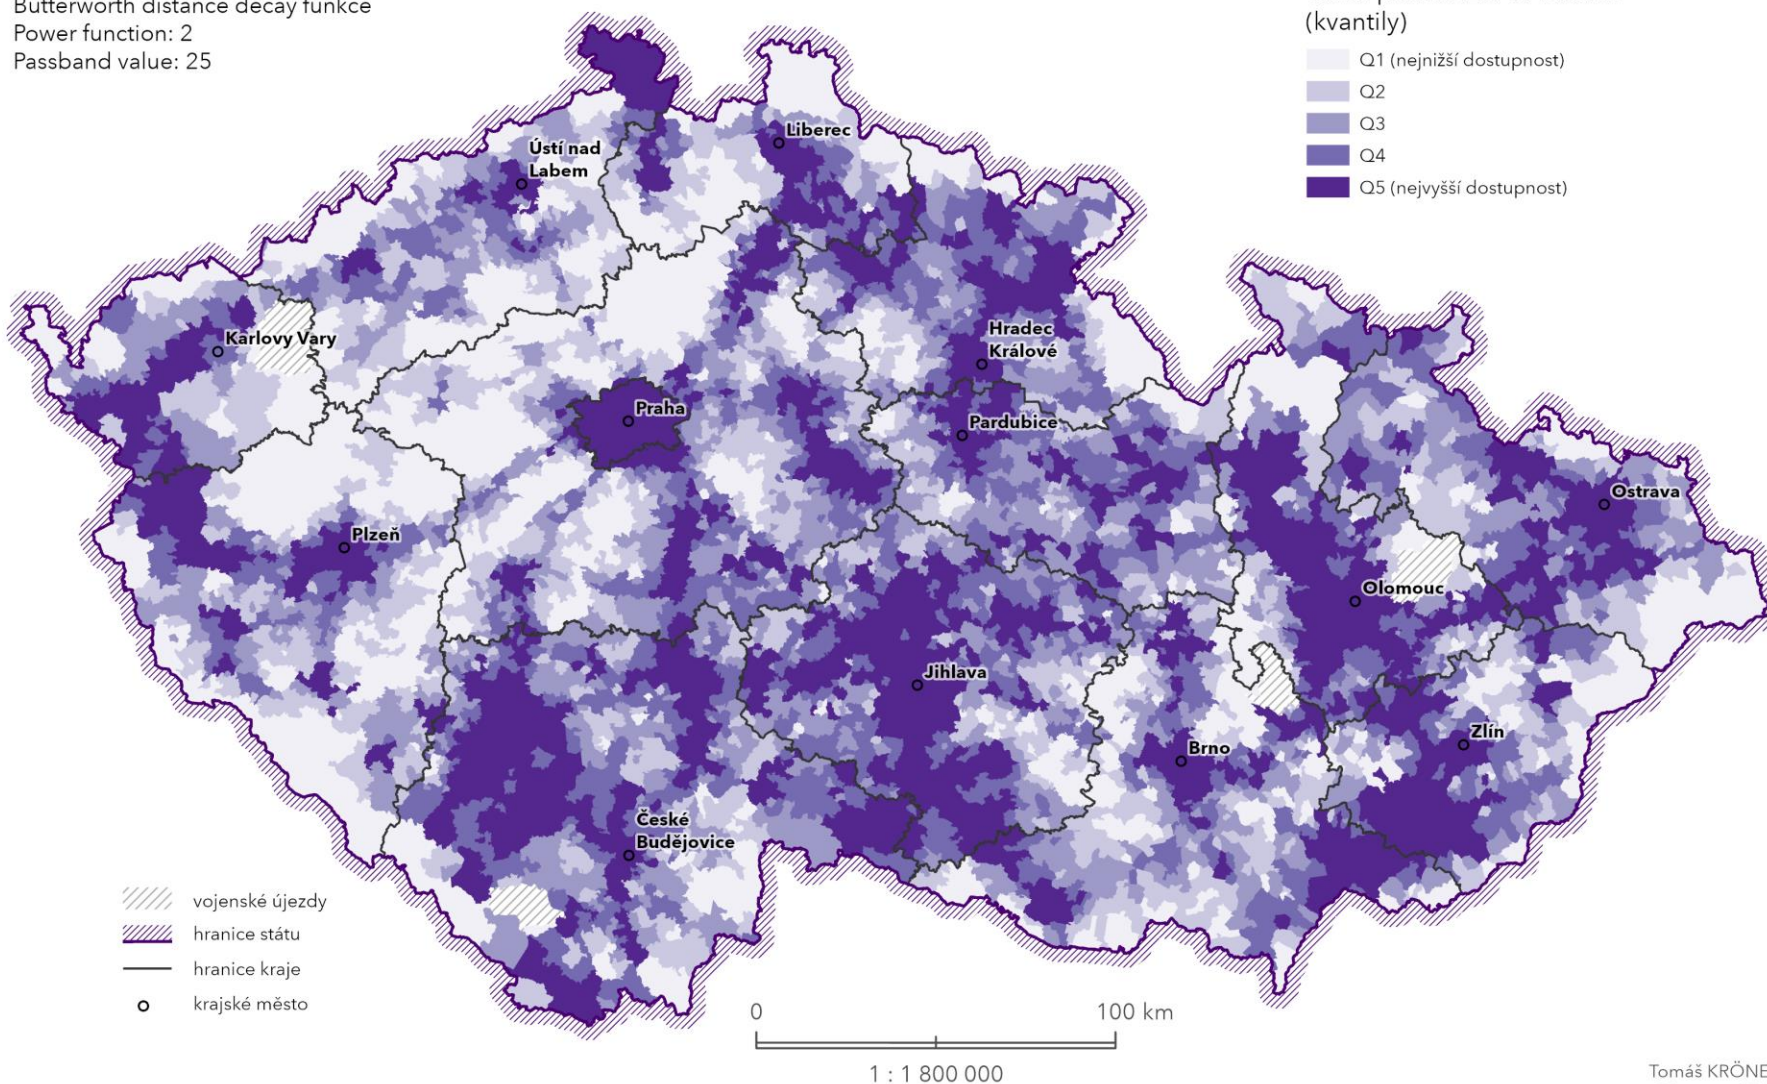 Butterworth distance decay funkce
Power function: 2
Passband value: 25
(kvantily)
Q1 (nejnižší dostupnost)
Q2
Q3
Q4
Q5 (nejvyšší dostupnost)
Liberec
Ústí nad
Labem
Karlovy Vary
Hradec
Králové
Praha
Pardubice
Ostrava
Plzeň
Olomouc
Jihlava
Zlín
Brno
České
Budějovice
vojenské újezdy
hranice státu
hranice kraje
krajské město
0 100 km
1 : 1 800 000
Tomáš KRÖNE